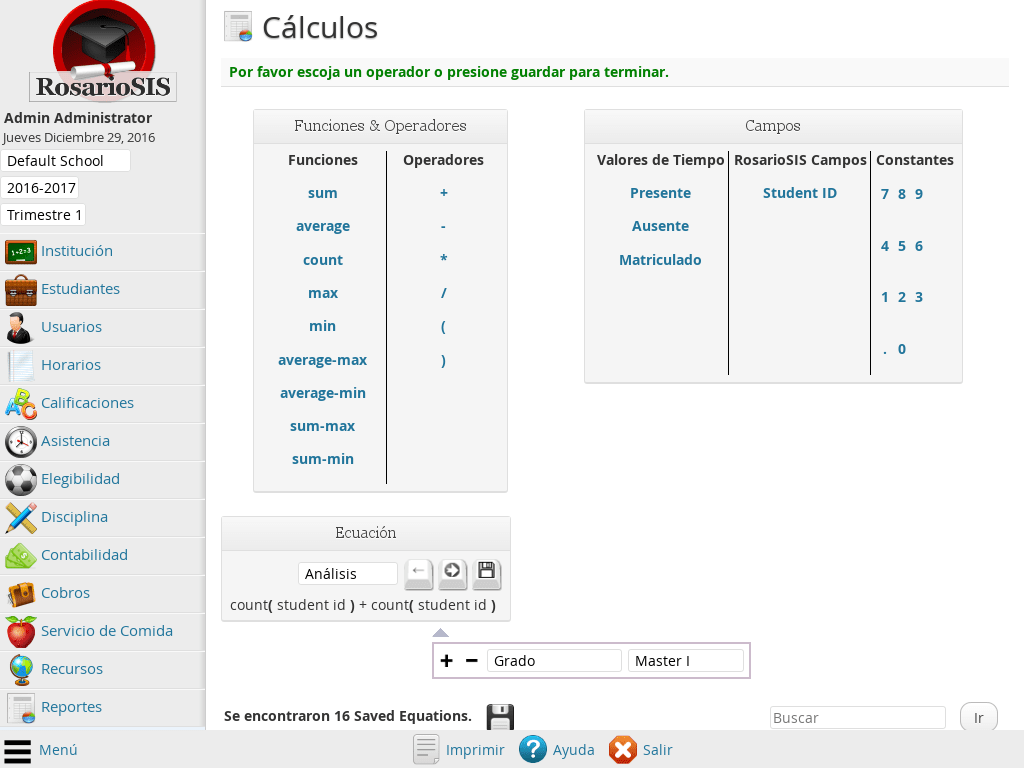 RosarioSIS
Admin Administrator
Jueves Diciembre 29, 2016
Default School
2016-2017
Trimestre 1
Institución
Estudiantes
Usuarios
Horarios
Calificaciones
Asistencia
Elegibilidad
Disciplina
Contabilidad
Cobros
Servicio de Comida
Recursos
Reportes
Cálculos
Por favor escoja un operador o presione guardar para terminar.
Funciones & Operadores
Funciones Operadores
sum +
average -
count *
max /
min (
average-max )
average-min
sum-max
sum-min
Campos
Valores de Tiempo RosarioSIS Campos Constantes
Presente Student ID 7 8 9
Ausente 4 5 6
Matriculado 1 2 3
. 0
Ecuación
Análisis
count( student id ) + count( student id )
+ − Grado Master I
Se encontraron 16 Saved Equations. Buscar Ir
Menú Imprimir Ayuda Salir